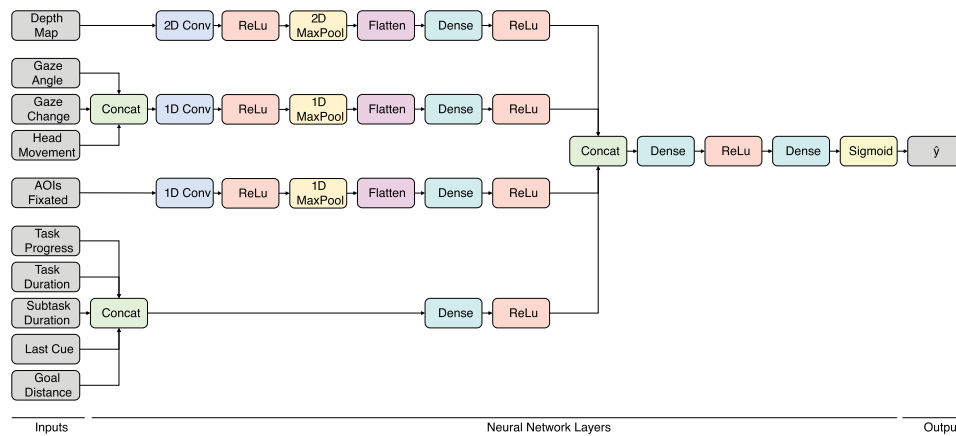 Depth
Map
2D Conv
ReLu
2D
MaxPool
Flatten
Dense
ReLu
Gaze
Angle
Gaze
Change
Head
Movement
Concat
1D Conv
ReLu
1D
MaxPool
Flatten
Dense
ReLu
Concat
Dense
ReLu
Dense
Sigmoid
ŷ
AOIs
Fixated
1D Conv
ReLu
1D
MaxPool
Flatten
Dense
ReLu
Task
Progress
Task
Duration
Subtask
Duration
Last Cue
Goal
Distance
Concat
Dense
ReLu
Inputs
Neural Network Layers
Outpu